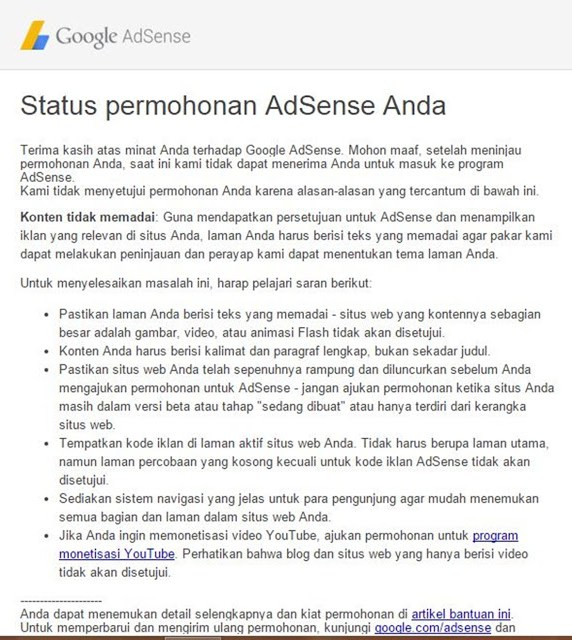 Google AdSense
Status permohonan AdSense Anda
Terima kasih atas minat Anda terhadap Google AdSense. Mohon maaf, setelah meninjau
permohonan Anda, saat ini kami tidak dapat menerima Anda untuk masuk ke program
AdSense.
Kami tidak menyetujui permohonan Anda karena alasan-alasan yang tercantum di bawah ini.
Konten tidak memadai: Guna mendapatkan persetujuan untuk AdSense dan menampilkan
iklan yang relevan di situs Anda, laman Anda harus berisi teks yang memadai agar pakar kami
dapat melakukan peninjauan dan perayap kami dapat menentukan tema laman Anda.
Untuk menyelesaikan masalah ini, harap pelajari saran berikut:
• Pastikan laman Anda berisi teks yang memadai - situs web yang kontennya sebagian
besar adalah gambar, video, atau animasi Flash tidak akan disetujui.
• Konten Anda harus berisi kalimat dan paragraf lengkap, bukan sekadar judul.
• Pastikan situs web Anda telah sepenuhnya rampung dan diluncurkan sebelum Anda
mengajukan permohonan untuk AdSense - jangan ajukan permohonan ketika situs Anda
masih dalam versi beta atau tahap "sedang dibuat" atau hanya terdiri dari kerangka
situs web.
• Tempatkan kode iklan di laman aktif situs web Anda. Tidak harus berupa laman utama,
namun laman percobaan yang kosong kecuali untuk kode iklan AdSense tidak akan
disetujui.
• Sediakan sistem navigasi yang jelas untuk para pengunjung agar mudah menemukan
semua bagian dan laman dalam situs web Anda.
• Jika Anda ingin memonetisasi video YouTube, ajukan permohonan untuk program
monetisasi YouTube. Perhatikan bahwa blog dan situs web yang hanya berisi video
tidak akan disetujui.
---------------------
Anda dapat menemukan detail selengkapnya dan kiat permohonan di artikel bantuan ini.
Untuk memperbarui dan mengirim ulang permohonan, kunjungi google.com/adsense dan